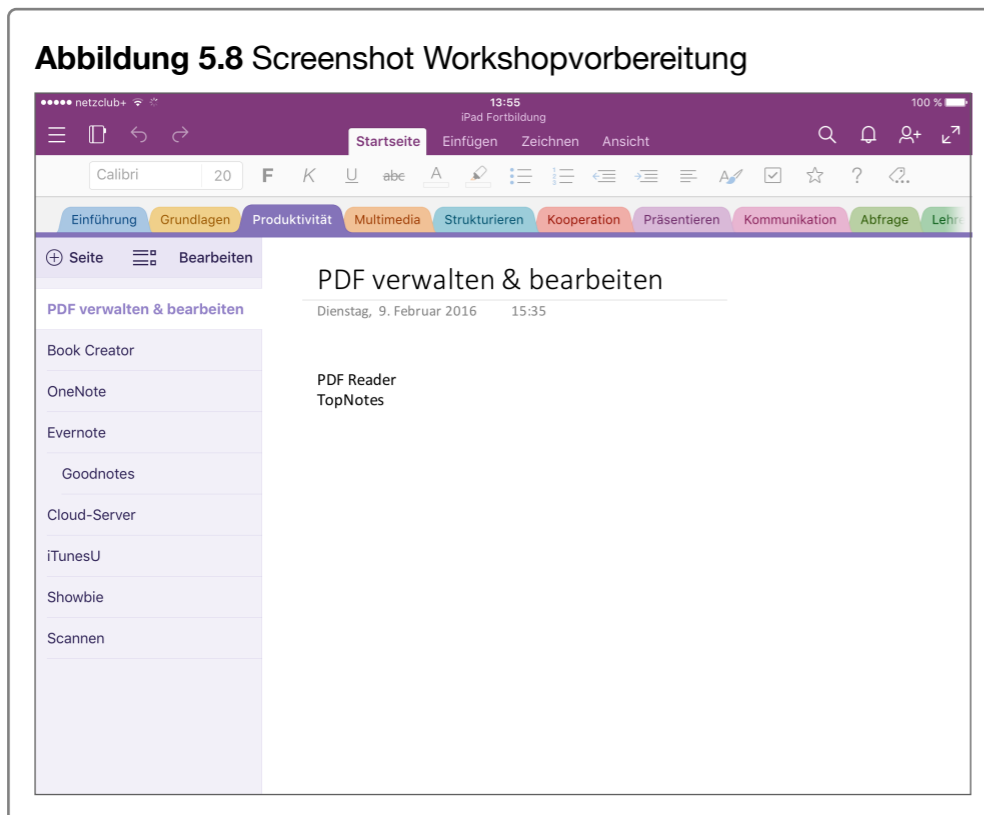 Abbildung 5.8 Screenshot Workshopvorbereitung
netzclub+ 13:55 100 %
iPad Fortbildung
Startseite Einfügen Zeichnen Ansicht
Calibri 20 F K U abc A
Einführung Grundlagen Produktivität Multimedia Strukturieren Kooperation Präsentieren Kommunikation Abfrage
Seite Bearbeiten
PDF verwalten & bearbeiten
Dienstag, 9. Februar 2016 15:35
PDF Reader
TopNotes
PDF verwalten & bearbeiten
Book Creator
OneNote
Evernote
Goodnotes
Cloud-Server
iTunesU
Showbie
Scannen